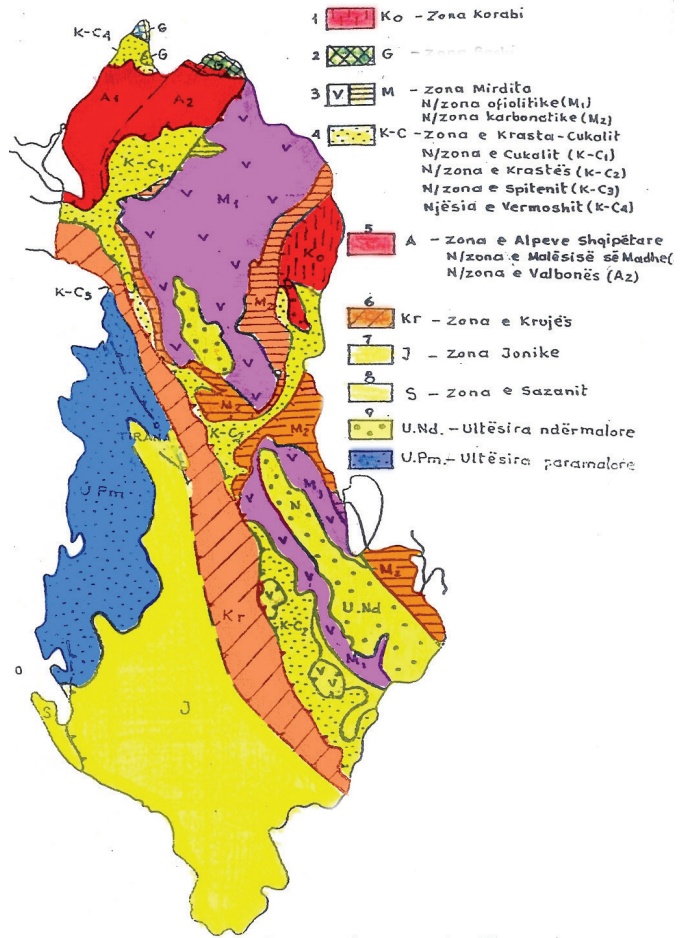 1 Ko - Zona Korabi
2 G - Zona
3 V M - Zona Mirdita
N/zona ofiolitike (M1)
N/zona karbonatike (M2)
4 K-C - Zona e Krasta-Cukalit
N/zona e Cukalit (K-C1)
N/zona e Krastës (K-C2)
N/zona e Spitenit (K-C3)
Njësia e Vermoshit (K-C4)
5 A - Zona e Alpeve Shqipëtare
N/zona e Malësisë së Madhe(
N/zona e Valbonës (A2)
6 Kr - Zona e Krujës
7 J - Zona Jonike
8 S - Zona e Sazanit
9 U.Nd. - Ultësira ndërmalore
U.Pm. - Ultësira paramalore
K-C4
G
G
G
A1
A2
K-C1
M1
Ko
K-C3
M2
M2
K-C2
M2
TIRANA
U.Pm
M1
N
M2
U.Nd
Kr
K-C2
M1
O
S
J